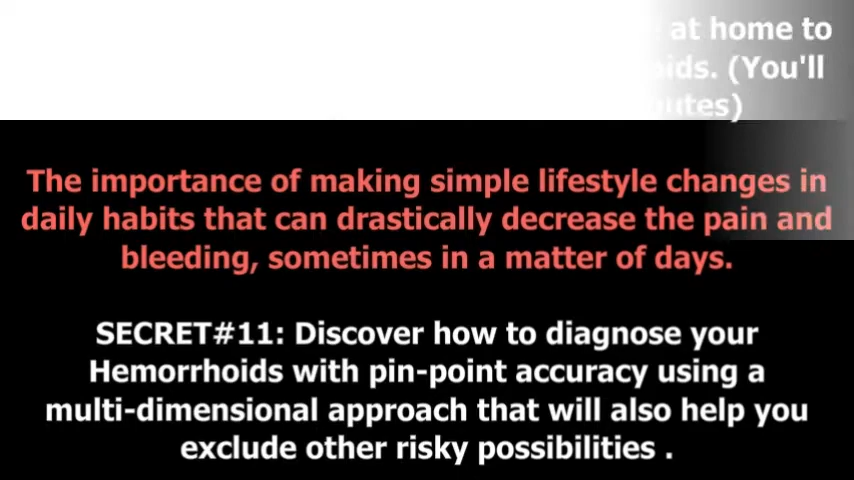 at home to
(You'll
The importance of making simple lifestyle changes in
daily habits that can drastically decrease the pain and
bleeding, sometimes in a matter of days.
SECRET#11: Discover how to diagnose your
Hemorrhoids with pin-point accuracy using a
multi-dimensional approach that will also help you
exclude other risky possibilities .